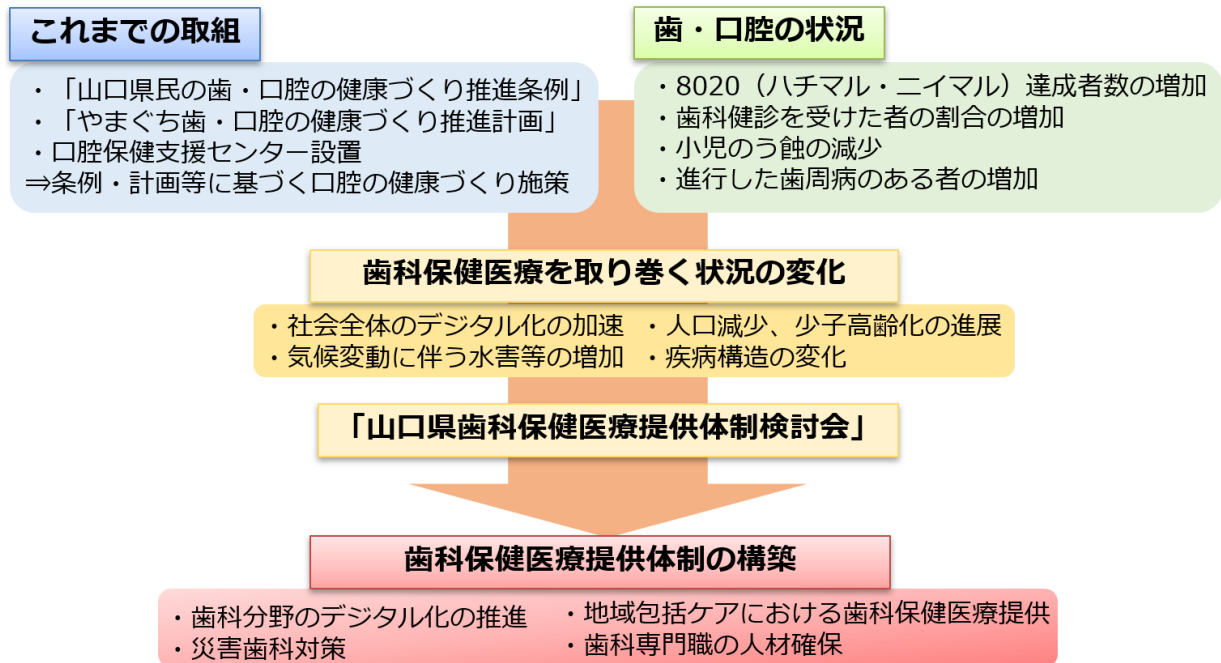 これまでの取組
・「山口県民の歯・口腔の健康づくり推進条例」
・「やまぐち歯・口腔の健康づくり推進計画」
・口腔保健支援センター設置
⇒条例・計画等に基づく口腔の健康づくり施策
歯・口腔の状況
・8020（ハチマル・ニイマル）達成者数の増加
・歯科健診を受けた者の割合の増加
・小児のう蝕の減少
・進行した歯周病のある者の増加
歯科保健医療を取り巻く状況の変化
・社会全体のデジタル化の加速
・人口減少、少子高齢化の進展
・気候変動に伴う水害等の増加
・疾病構造の変化
「山口県歯科保健医療提供体制検討会」
歯科保健医療提供体制の構築
・歯科分野のデジタル化の推進
・地域包括ケアにおける歯科保健医療提供
・災害歯科対策
・歯科専門職の人材確保